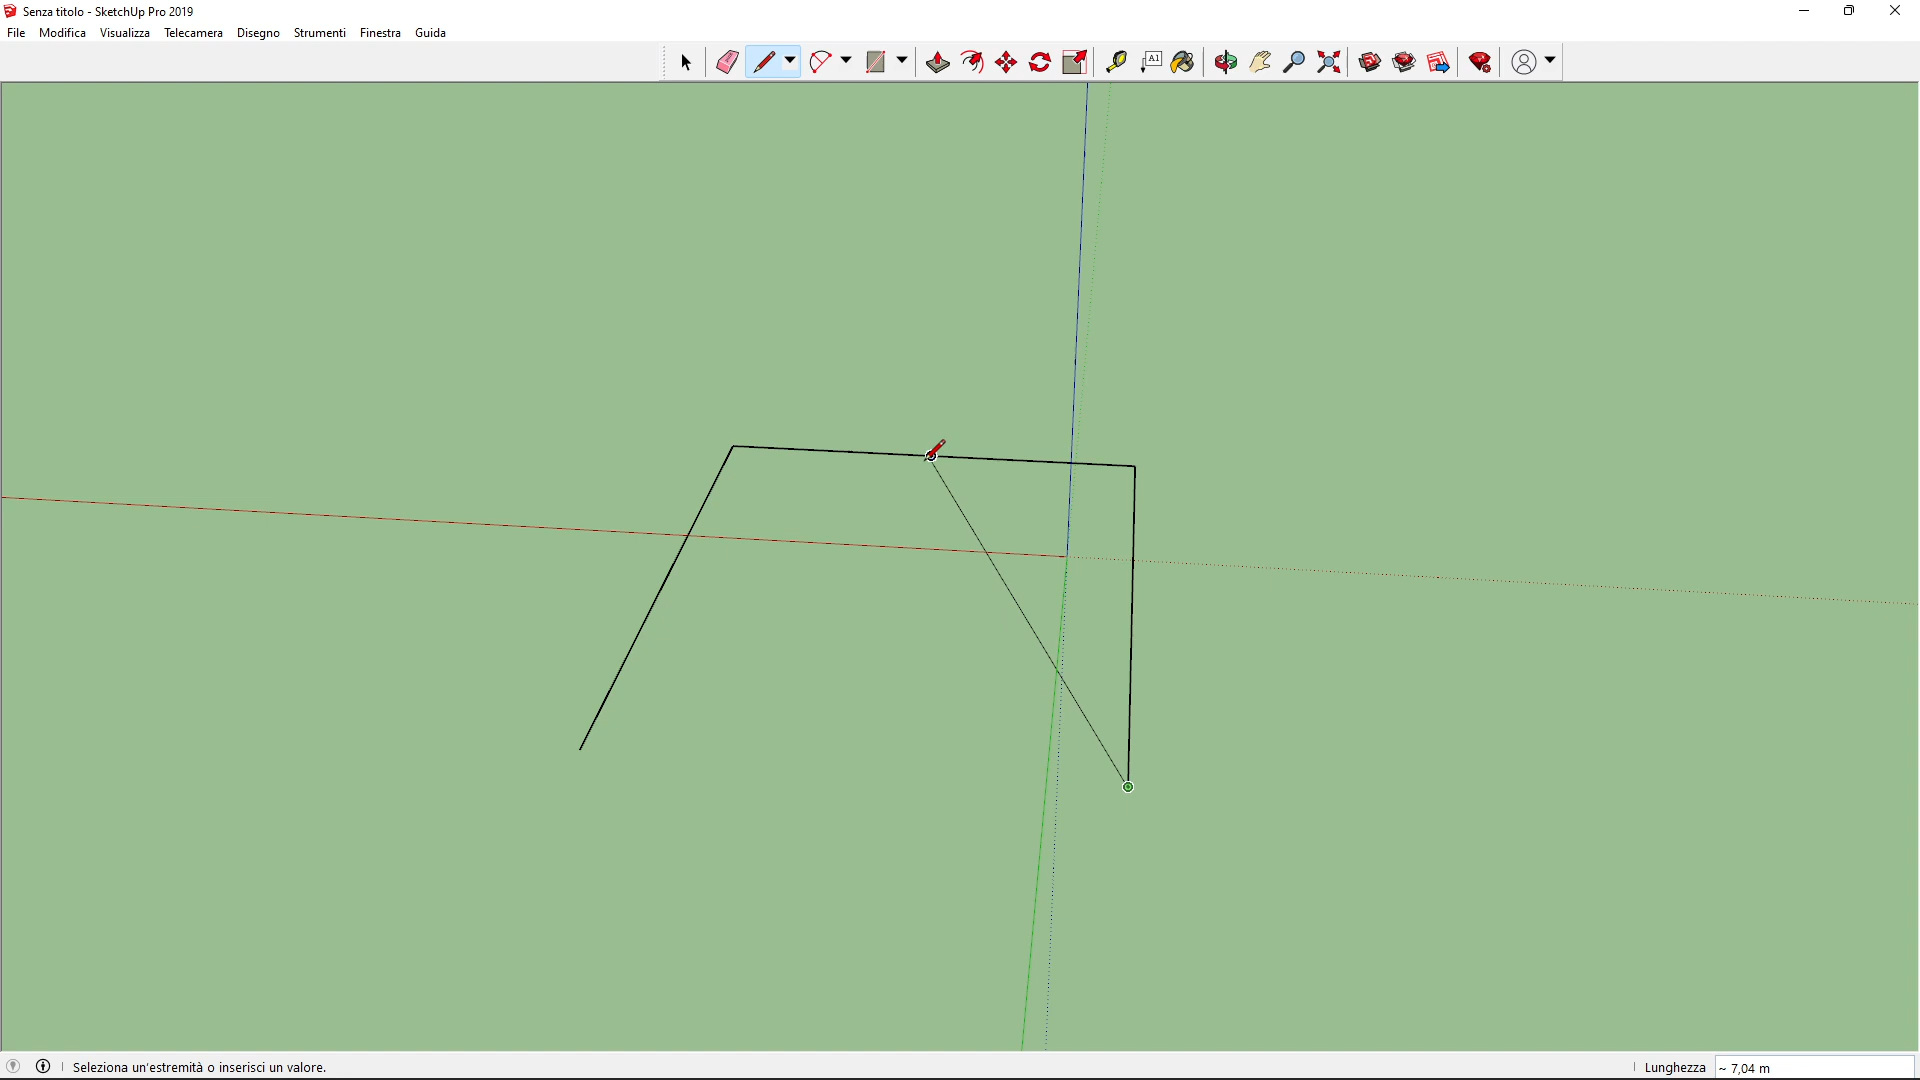 Senza titolo - SketchUp Pro 2019
File Modifica Visualizza Telecamera Disegno Strumenti Finestra Guida
A1
Seleziona un'estremità o inserisci un valore. Lunghezza ~ 7,04 m